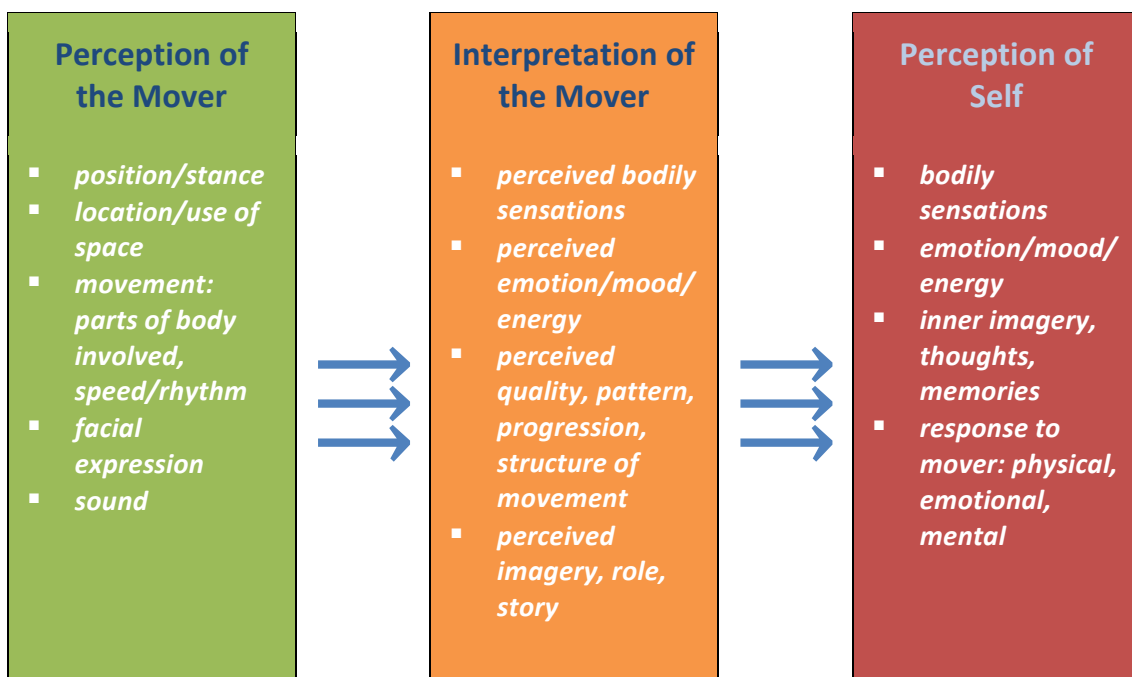 Perception of
the Mover
▪ position/stance
▪ location/use of
space
▪ movement:
parts of body
involved,
speed/rhythm
▪ facial
expression
▪ sound
Interpretation of
the Mover
▪ perceived bodily
sensations
▪ perceived
emotion/mood/
energy
▪ perceived
quality, pattern,
progression,
structure of
movement
▪ perceived
imagery, role,
story
Perception of
Self
▪ bodily
sensations
▪ emotion/mood/
energy
▪ inner imagery,
thoughts,
memories
▪ response to
mover: physical,
emotional,
mental